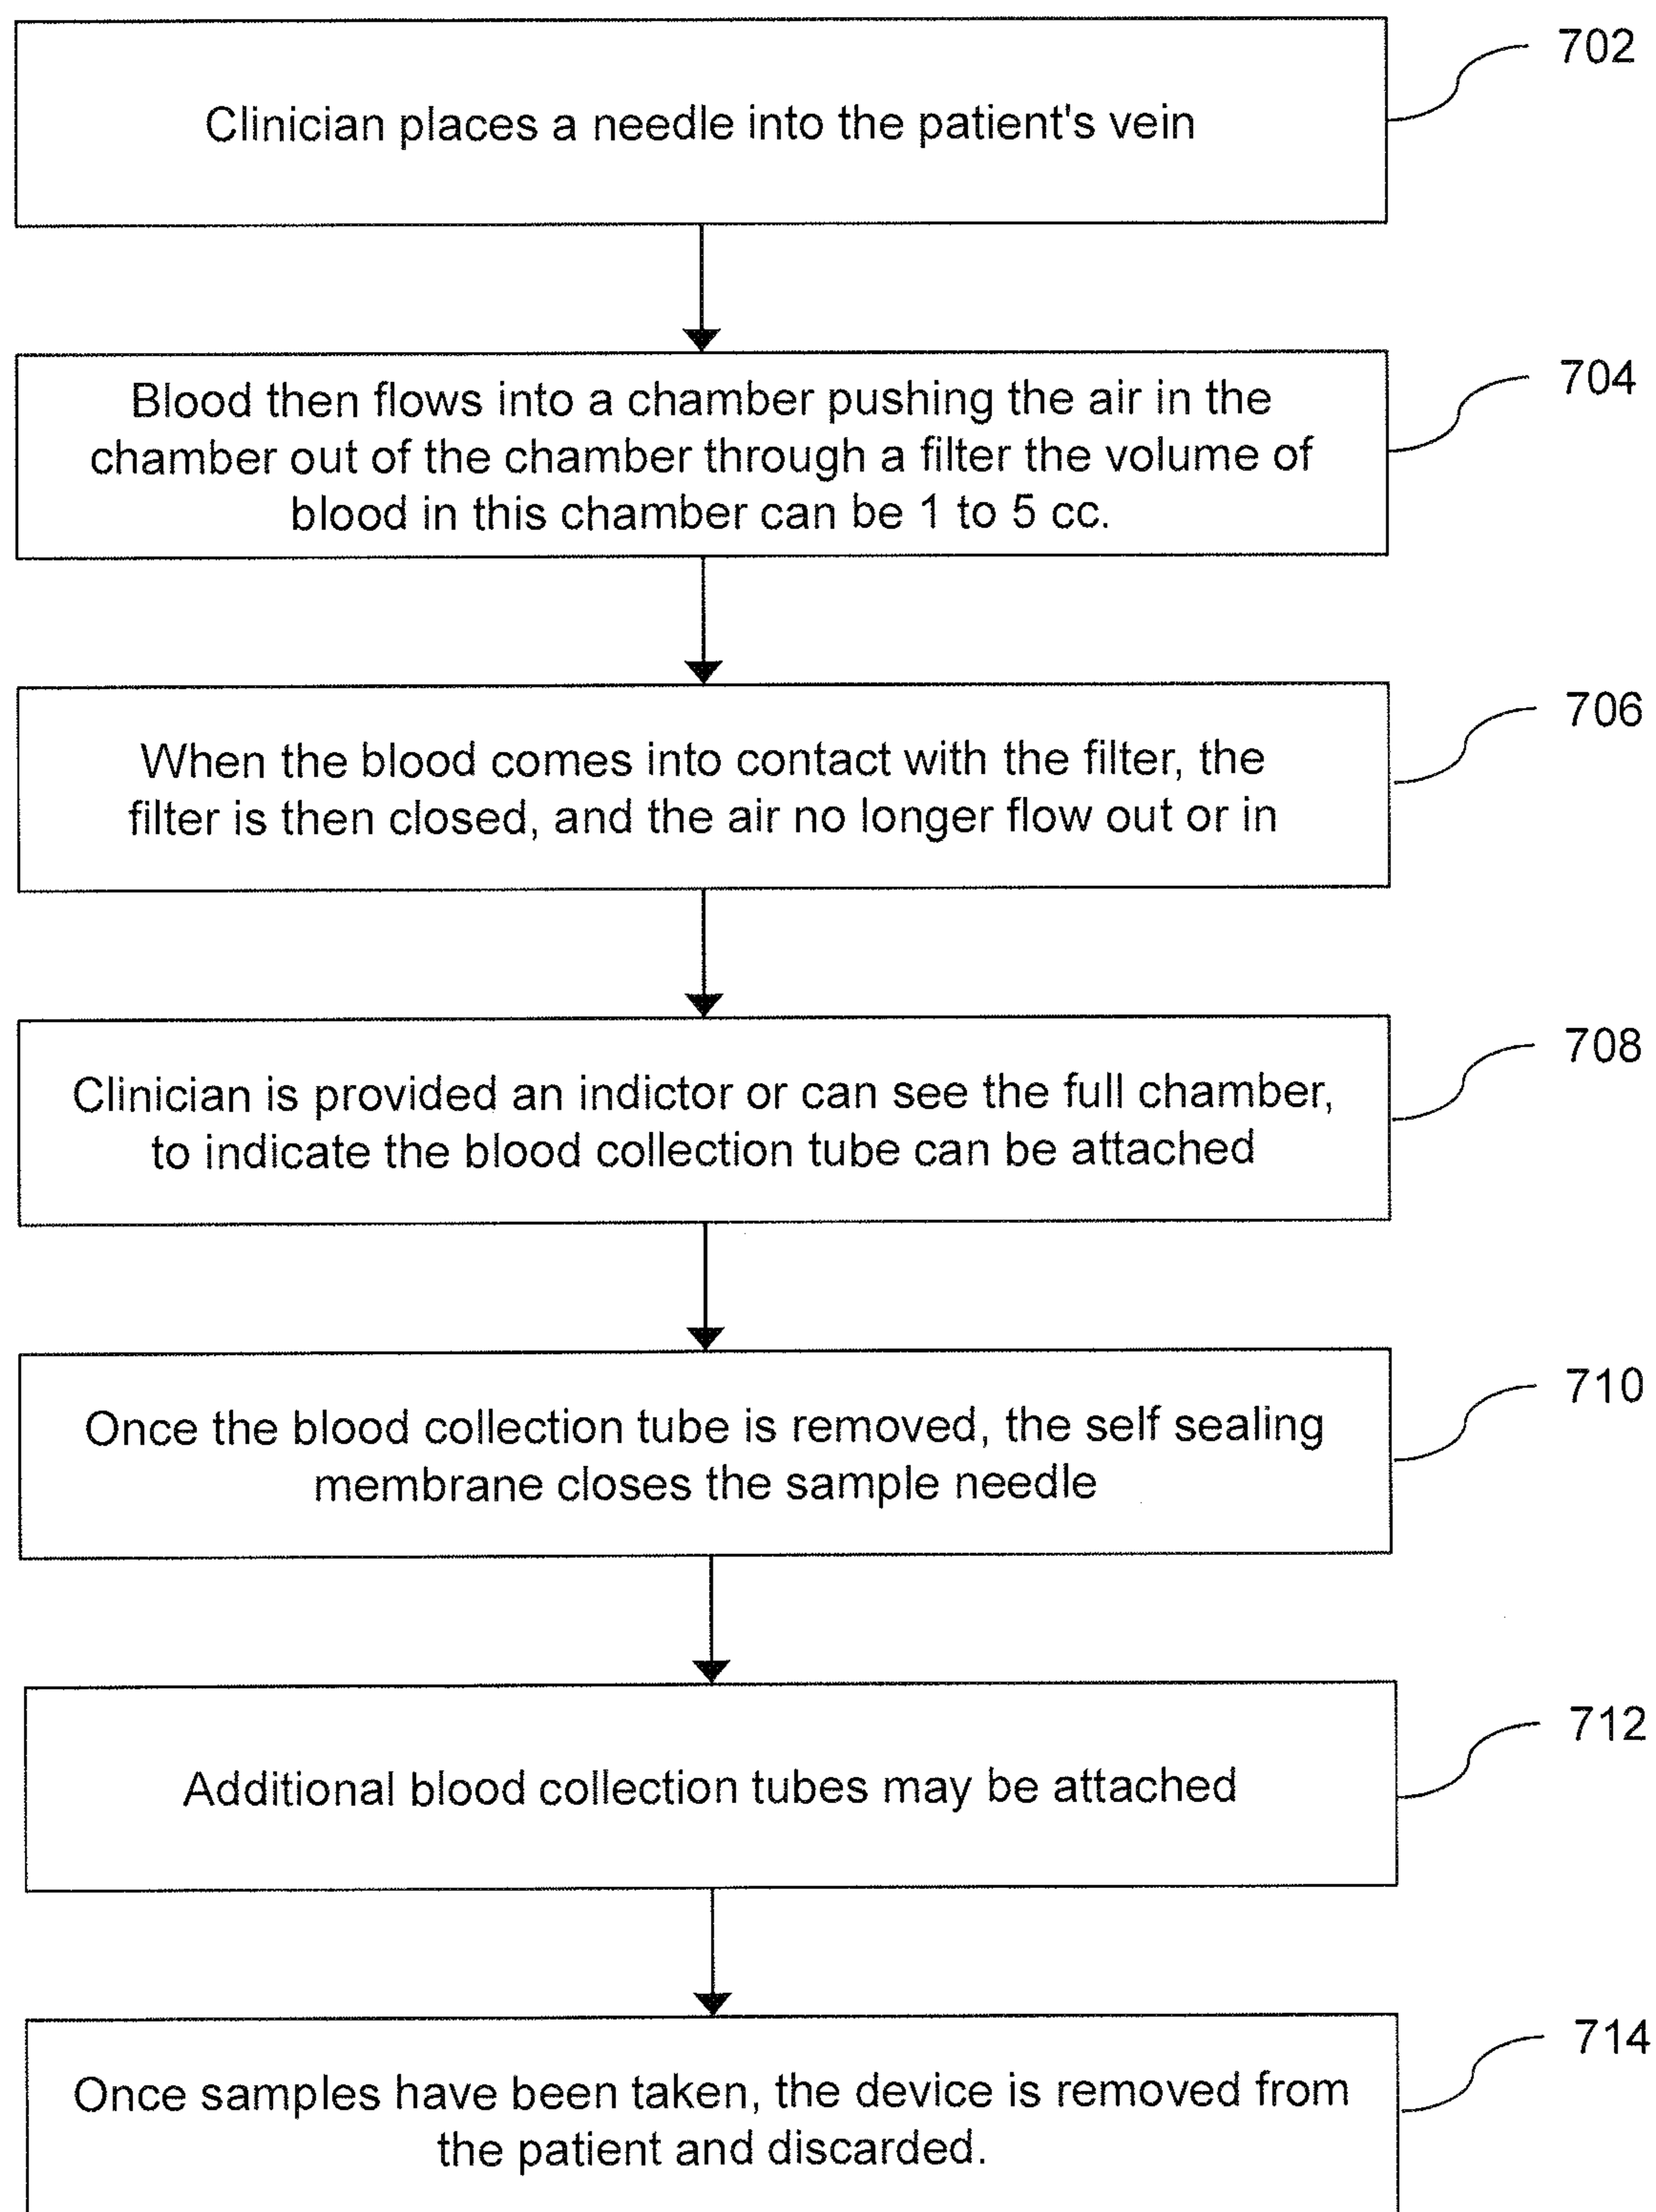 702
Clinician places a needle into the patient's vein
704
Blood then flows into a chamber pushing the air in the
chamber out of the chamber through a filter the volume of
blood in this chamber can be 1 to 5 cc.
706
When the blood comes into contact with the filter, the
filter is then closed, and the air no longer flow out or in
708
Clinician is provided an indictor or can see the full chamber,
to indicate the blood collection tube can be attached
710
Once the blood collection tube is removed, the self sealing
membrane closes the sample needle
712
Additional blood collection tubes may be attached
714
Once samples have been taken, the device is removed from
the patient and discarded.